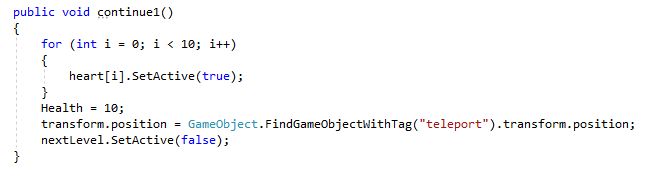 public void continue1()
{
    for (int i = 0; i < 10; i++)
    {
        heart[i].SetActive(true);
    }
    Health = 10;
    transform.position = GameObject.FindGameObjectWithTag("teleport").transform.position;
    nextLevel.SetActive(false);
}